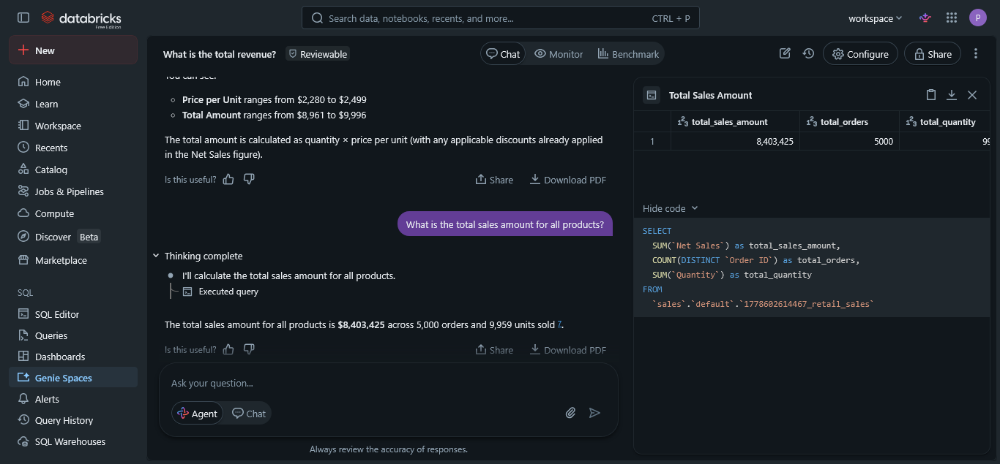 databricks
Free Edition
Search data, notebooks, recents, and more...
CTRL + P
workspace
P
New
Home
Learn
Workspace
Recents
Catalog
Jobs & Pipelines
Compute
Discover Beta
Marketplace
SQL
SQL Editor
Queries
Dashboards
Genie Spaces
Alerts
Query History
SQL Warehouses
What is the total revenue? Reviewable
Chat Monitor Benchmark
Configure Share
You can see:
Price per Unit ranges from $2,280 to $2,499
Total Amount ranges from $8,961 to $9,996
The total amount is calculated as quantity × price per unit (with any applicable discounts already applied
in the Net Sales figure).
Is this useful? Share Download PDF
What is the total sales amount for all products?
Thinking complete
I'll calculate the total sales amount for all products.
Executed query
The total sales amount for all products is $8,403,425 across 5,000 orders and 9,959 units sold 7.
Is this useful? Share Download PDF
Ask your question...
Agent Chat
Always review the accuracy of responses.
Total Sales Amount
123 total_sales_amount 123 total_orders 123 total_quantity
1 8,403,425 5000 99
Hide code
SELECT
SUM(`Net Sales`) as total_sales_amount,
COUNT(DISTINCT `Order ID`) as total_orders,
SUM(`Quantity`) as total_quantity
FROM
`sales`.`default`.`1778602614467_retail_sales`